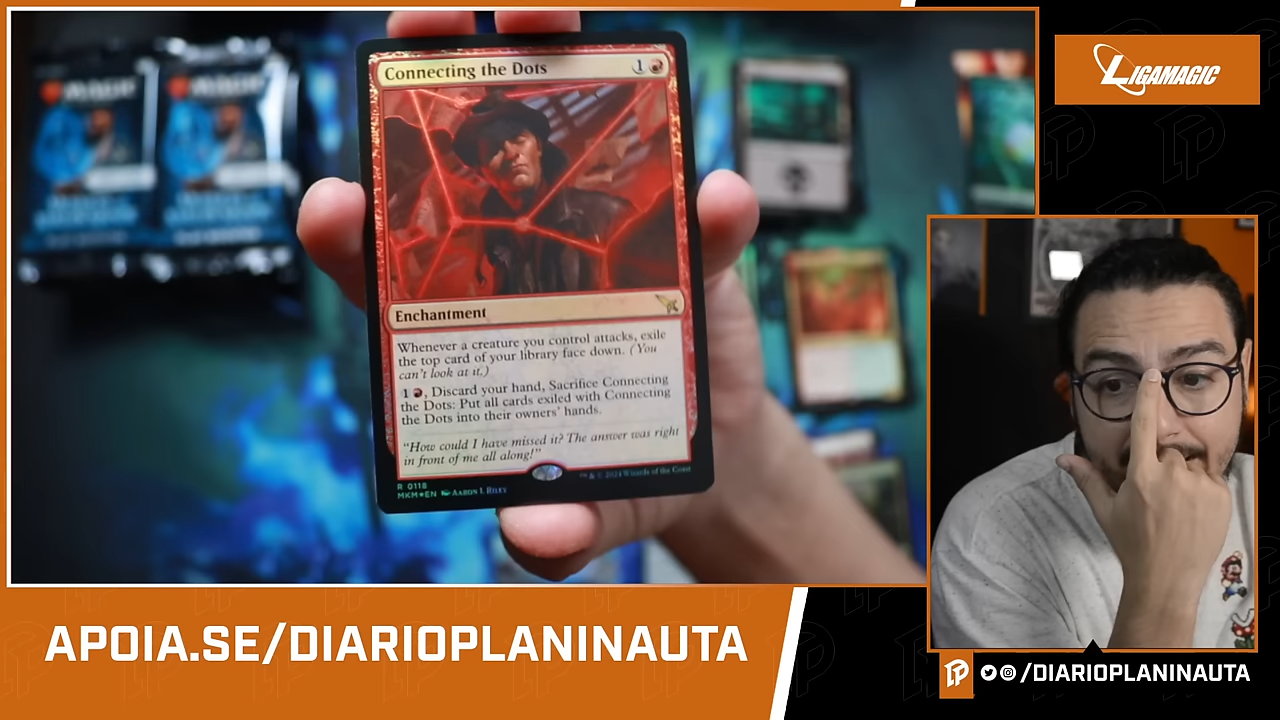 Connecting the Dots 1
Enchantment
Whenever a creature you control attacks, exile
the top card of your library face down. (You
can't look at it.)
1 , Discard your hand, Sacrifice Connecting
the Dots: Put all cards exiled with Connecting
the Dots into their owners' hands.
"How could I have missed it? The answer was right
in front of me all along!"
R 0118
MKM★EN Aaron J. Riley
™ & © 2024 Wizards of the Coast
MAGIC
MAGIC
LIGAMAGIC
APOIA.SE/DIARIOPLANINAUTA
/DIARIOPLANINAUTA